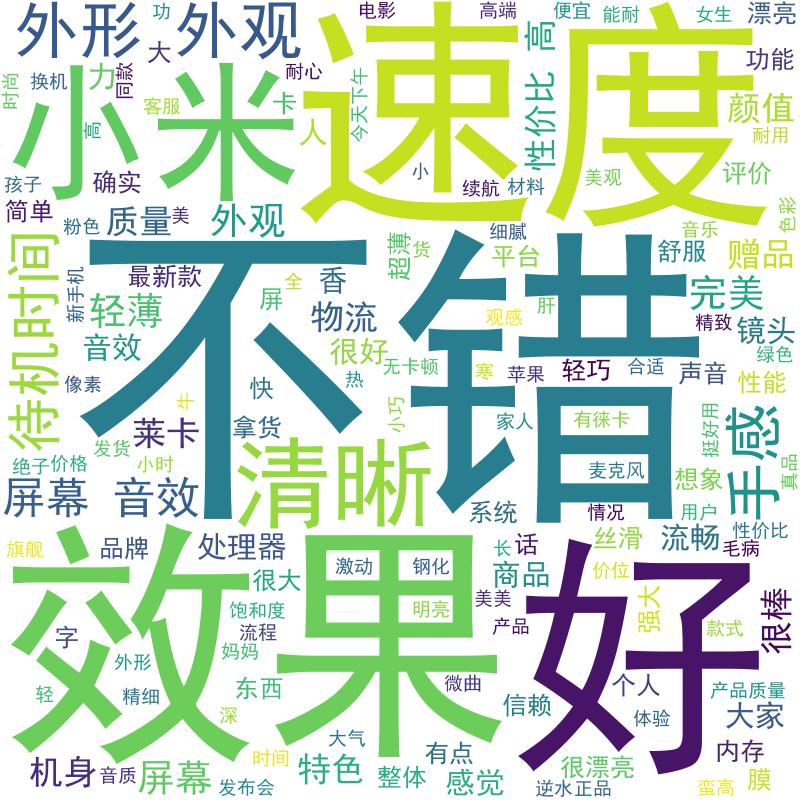 外形
外观
功
电影
高端
便宜
女生
漂亮
能耐
大
高
功能
时尚
换机
力
同款
耐心
小米
速度
客服
卡
今天下午
性价比
颜值
高
人
耐用
孩子
确实
小
续航
材料
美观
评价
简单
粉色
质量
美
外观
超薄
货
细腻
平台
音乐
色彩
舒服
赠品
待机时间
新手机
最新款
屏
全
香
不错
肝
完美
轻薄
物流
观感
精致
镜头
音效
很好
无卡顿
绿色
像素
快
热
寒
苹果
轻巧
合适
声音
性能
牛
莱卡
拿货
小巧
家人
有徕卡
挺好用
手感
发货
绝子
价格
小时
清晰
麦克风
想象
真品
屏幕
音效
系统
情况
用户
旗舰
品牌
处理器
长
话
丝滑
流畅
性价比
毛病
效果
激动
钢化
商品
好
价位
很大
饱和度
明亮
美美
强大
款式
很棒
字
流程
产品
外形
妈妈
轻
精细
东西
微曲
个人
产品质量
深
信赖
体验
大家
大气
有点
内存
机身
音质
屏幕
时间
特色
整体
感觉
很漂亮
发布会
逆水正品
蛮高
膜